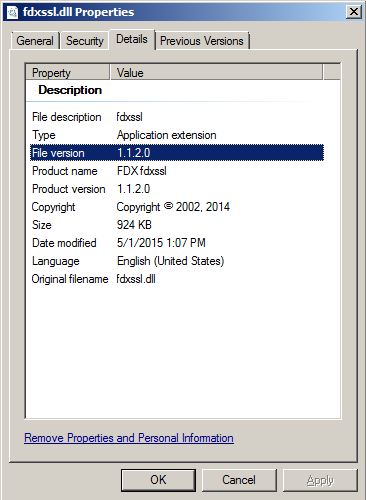 fdxssl.dll Properties
General Security Details Previous Versions
Property Value
Description
File description fdxssl
Type Application extension
File version 1.1.2.0
Product name FDX fdxssl
Product version 1.1.2.0
Copyright Copyright © 2002, 2014
Size 924 KB
Date modified 5/1/2015 1:07 PM
Language English (United States)
Original filename fdxssl.dll
Remove Properties and Personal Information
OK Cancel Apply